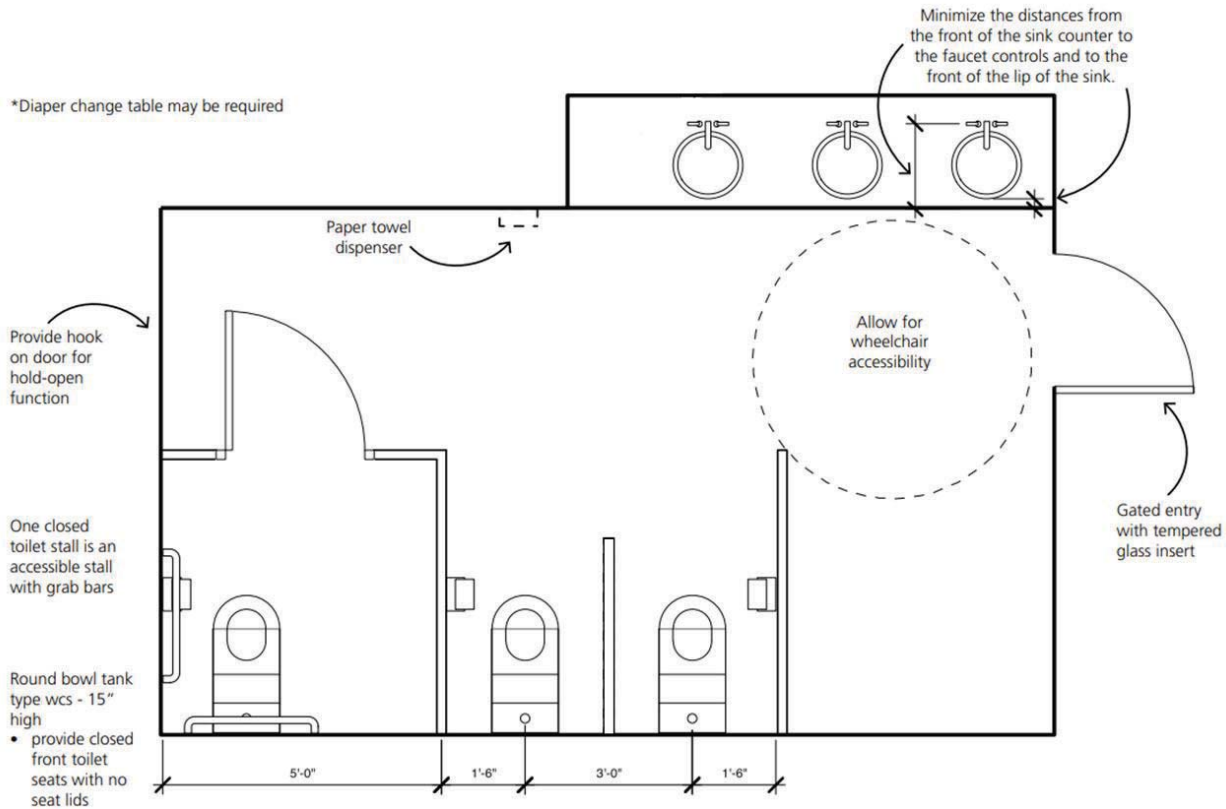 Minimize the distances from
the front of the sink counter to
the faucet controls and to the
front of the lip of the sink.
*Diaper change table may be required
Paper towel
dispenser
Provide hook
on door for
hold-open
function
Allow for
wheelchair
accessibility
Gated entry
with tempered
glass insert
One closed
toilet stall is an
accessible stall
with grab bars
Round bowl tank
type wcs - 15”
high
• provide closed
front toilet
seats with no
seat lids
5'-0"
1'-6"
3'-0"
1'-6"